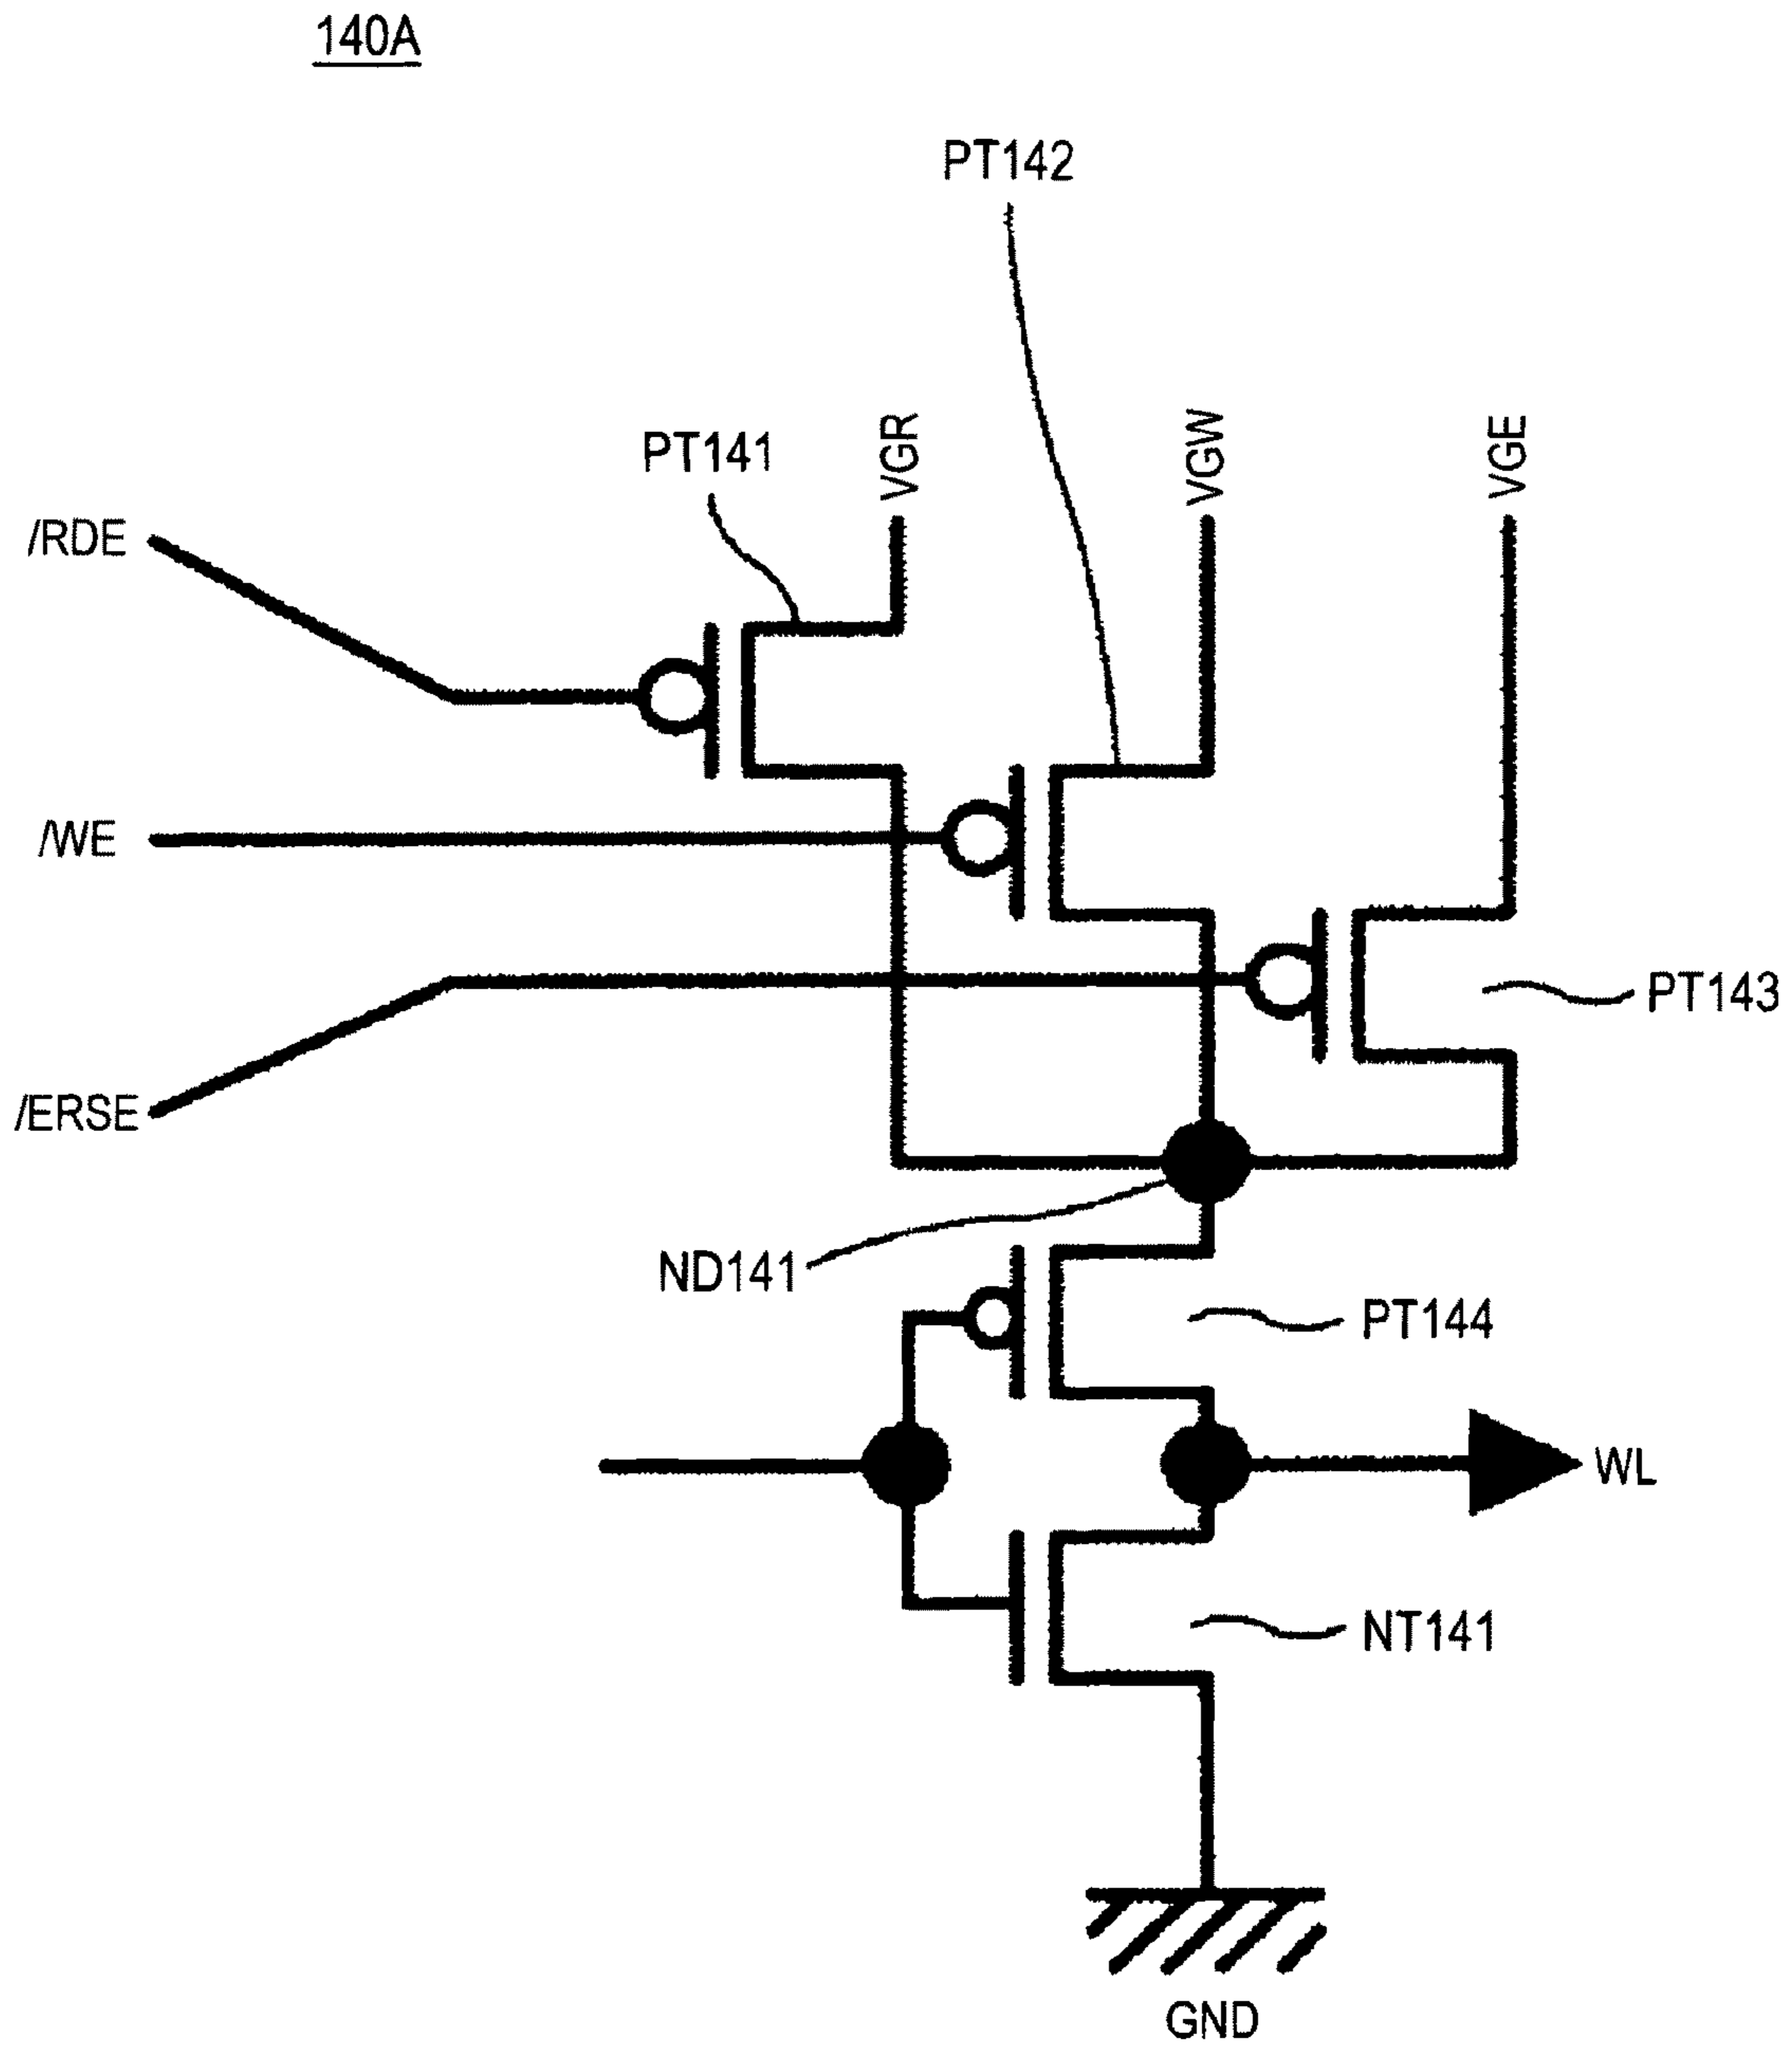 140A
PT142
PT141
VGR
VGW
VGE
/RDE
/WE
PT143
/ERSE
ND141
PT144
WL
NT141
GND